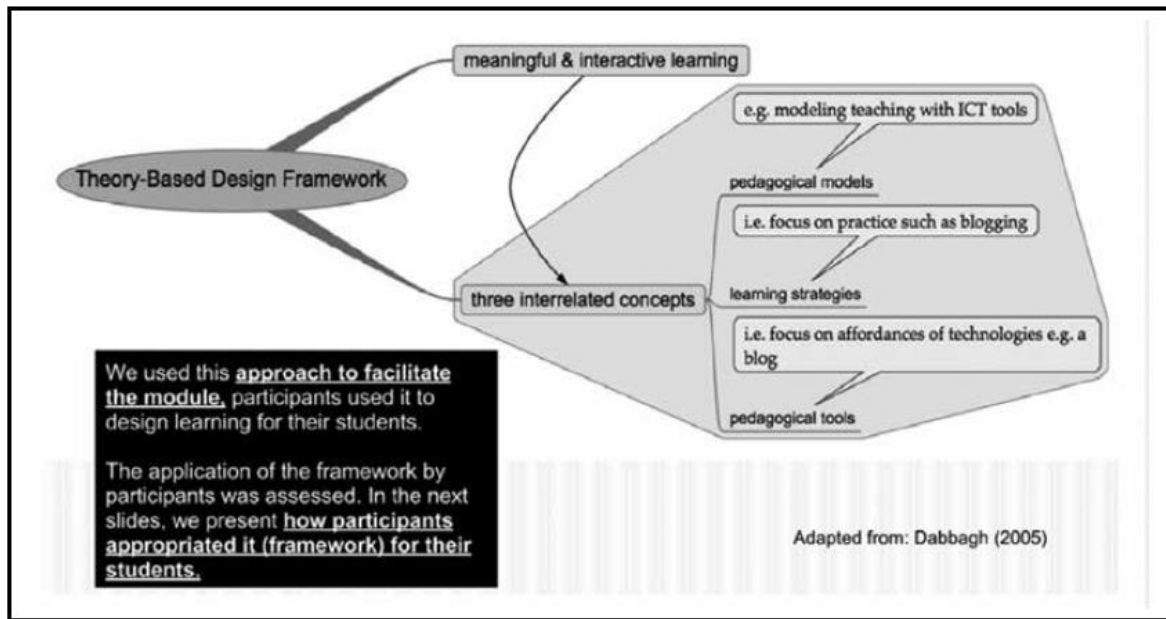 meaningful & interactive learning
e.g. modeling teaching with ICT tools
Theory-Based Design Framework
pedagogical models
i.e. focus on practice such as blogging
three interrelated concepts
learning strategies
i.e. focus on affordances of technologies e.g. a
blog
pedagogical tools
We used this approach to facilitate
the module, participants used it to
design learning for their students.
The application of the framework by
participants was assessed. In the next
slides, we present how participants
appropriated it (framework) for their
students.
Adapted from: Dabbagh (2005)